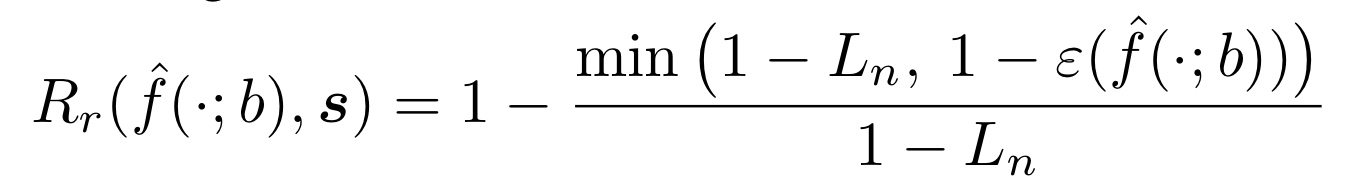 R_r(\hat{f}(\cdot; b), \boldsymbol{s}) = 1 - \frac{\min\left(1 - L_n,\ 1 - \varepsilon(\hat{f}(\cdot; b))\right)}{1 - L_n}